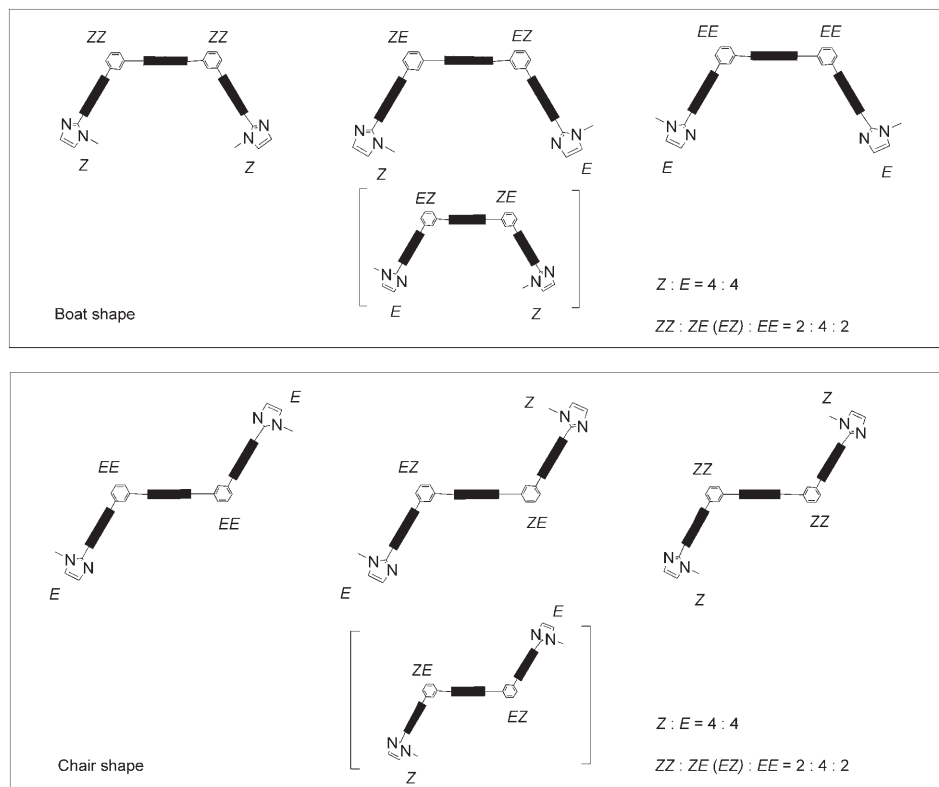 ZZ ZZ ZE EZ EE EE
N N N N N N
N N N N N N
Z Z Z E E E
EZ ZE
N N
N N
E Z
Z : E = 4 : 4
Boat shape
ZZ : ZE (EZ) : EE = 2 : 4 : 2
E Z Z
N N N N N N
EE EZ ZZ
EE ZE ZZ
N N N N N N
E E Z
E
N N
ZE
EZ
N N
Z
Z : E = 4 : 4
Chair shape
ZZ : ZE (EZ) : EE = 2 : 4 : 2